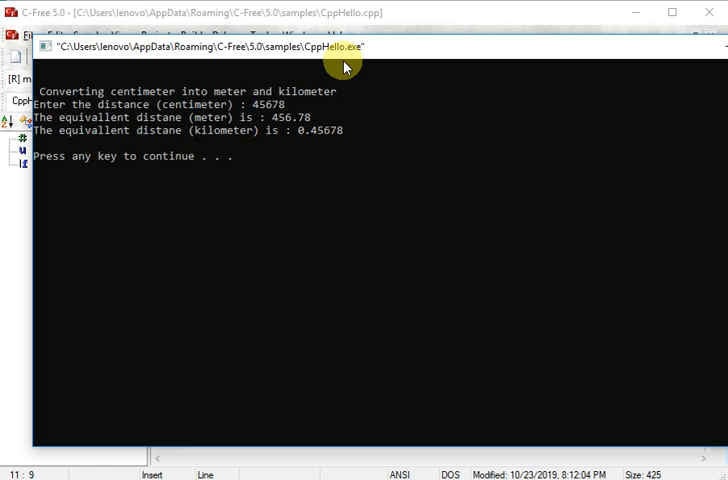 C-Free 5.0 - [C:\Users\lenovo\AppData\Roaming\C-Free\5.0\samples\CppHello.cpp]
"C:\Users\lenovo\AppData\Roaming\C-Free\5.0\samples\CppHello.exe"
[R] m
Converting centimeter into meter and kilometer
Enter the distance (centimeter) : 45678
The equivallent distane (meter) is : 456.78
The equivallent distane (kilometer) is : 0.45678
Press any key to continue . . .
11 : 9 Insert Line ANSI DOS Modified: 10/23/2019, 8:12:04 PM Size: 425